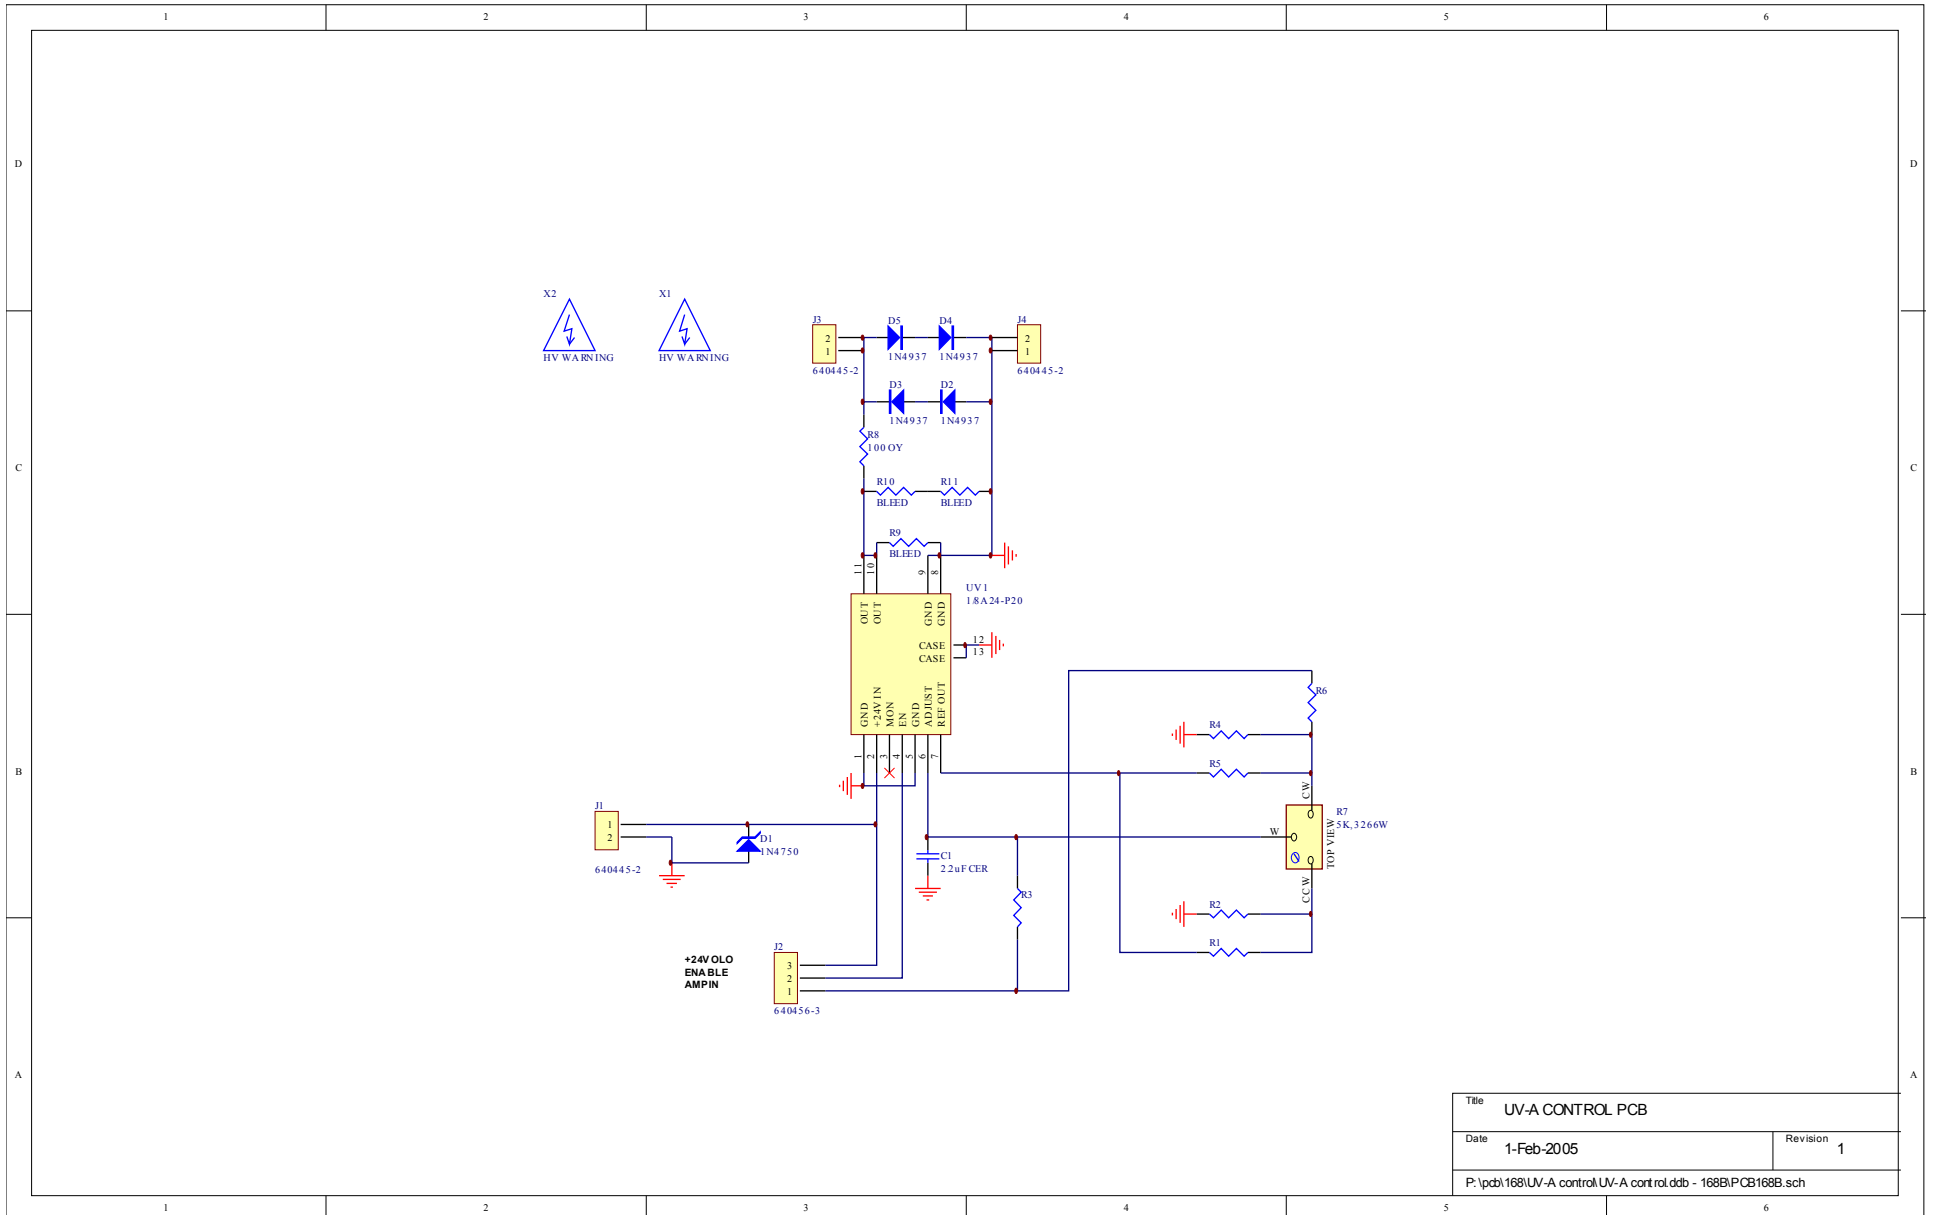 1 2 3 4 5 6
D D
X2 X1
HV WARNING HV WARNING
J3 D5 D4 J4
2 2
1 1
1N4937 1N4937
640445-2 640445-2
D3 D2
1N4937 1N4937
R8
100 OY
C C
R10 R11
BLEED BLEED
R9
BLEED
11 10 9 8
UV1
1/8A24-P20
OUT OUT GND GND
CASE 12
CASE 13
GND +24V IN MON EN GND ADJUST REF OUT
1 2 3 4 5 6 7
R6
R4
B B
R5
CW
R7
5K, 3266W
W
TOP VIEW
CCW
J1
1
2
640445-2
D1
1N4750
C1
2.2uF CER
R3
R2
R1
J2
+24VOLO
ENABLE
AMPIN
3
2
1
640456-3
A A
Title UV-A CONTROL PCB
Date 1-Feb-2005
Revision 1
P:\pcb\168\UV-A control\UV-A control.ddb - 168B\PCB168B.sch
1 2 3 4 5 6